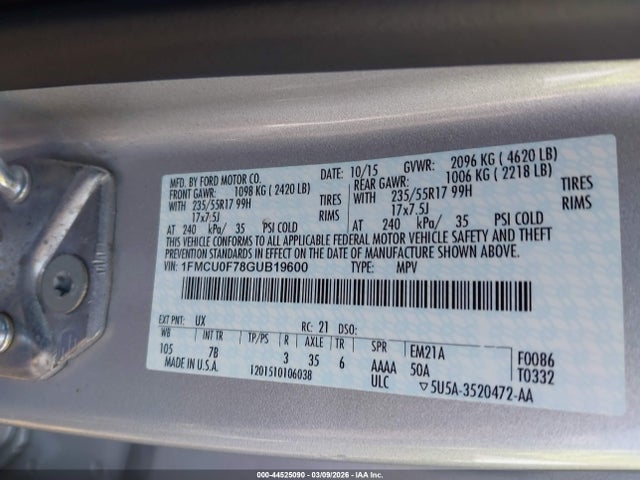 MFD. BY FORD MOTOR CO. DATE: 10/15 GVWR: 2096 KG ( 4620 LB)
FRONT GAWR: 1098 KG ( 2420 LB) REAR GAWR: 1006 KG ( 2218 LB)
WITH 235/55R17 99H TIRES WITH 235/55R17 99H TIRES
17x7.5J RIMS 17x7.5J RIMS
AT 240 kPa/ 35 PSI COLD AT 240 kPa/ 35 PSI COLD
THIS VEHICLE CONFORMS TO ALL APPLICABLE FEDERAL MOTOR VEHICLE SAFETY AND THEFT
PREVENTION STANDARDS IN EFFECT ON THE DATE OF MANUFACTURE SHOWN ABOVE.
VIN: 1FMCU0F78GUB19600 TYPE: MPV
EXT PNT: UX RC: 21 DSO:
WB INT TR TP/PS R AXLE TR SPR EM21A F0086
105 7B 3 35 6 AAAA 50A T0332
MADE IN U.S.A. I201510106038 ULC ▽5U5A-3520472-AA
000-44525090 - 03/09/2026 - IAA Inc.